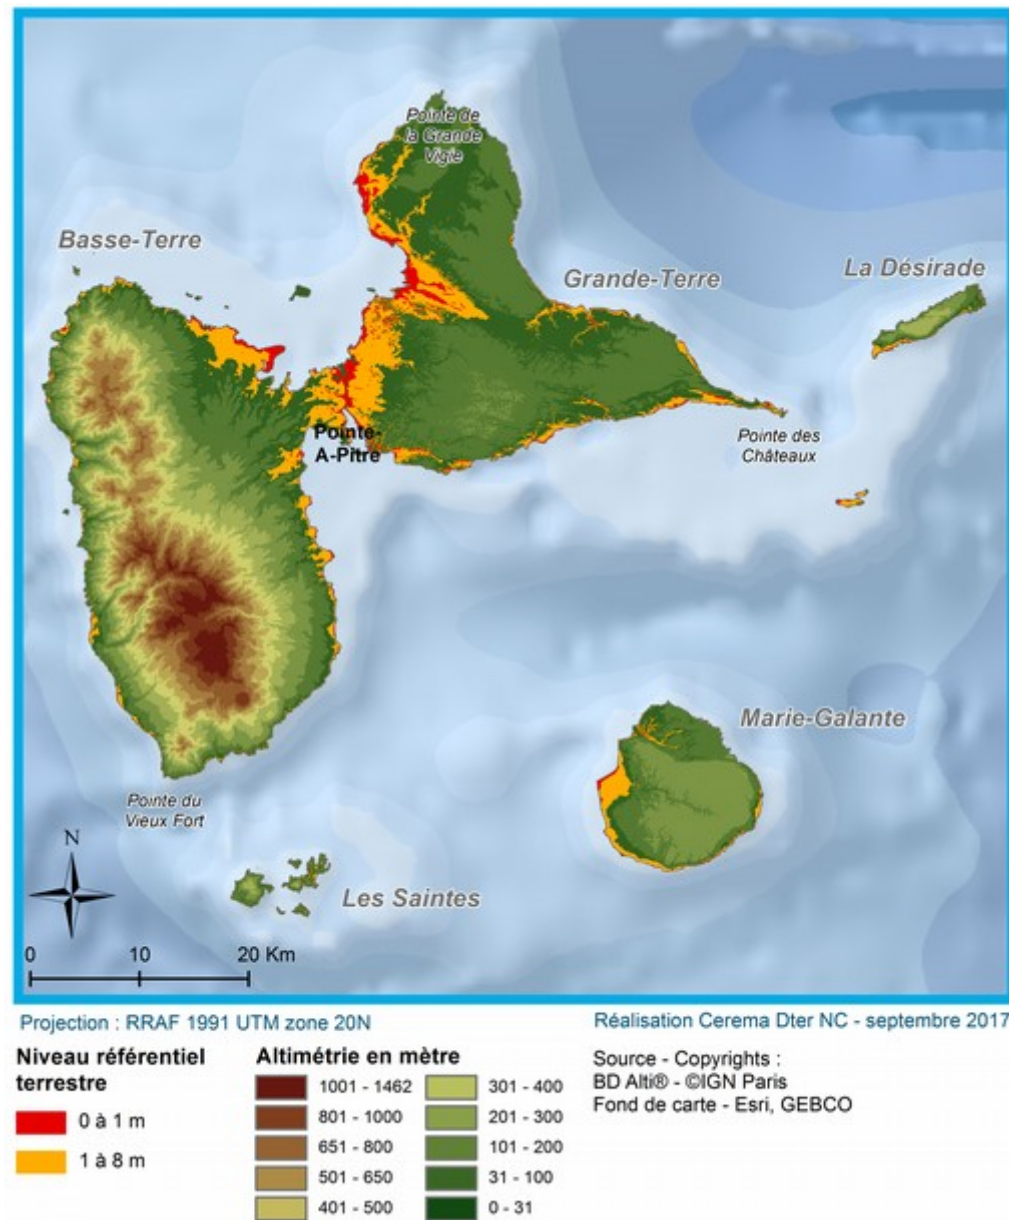 Pointe de
la Grande
Vigie
Basse-Terre
Grande-Terre
La Désirade
Pointe-
A-Pitre
Pointe des
Châteaux
Marie-Galante
Pointe du
Vieux Fort
N
Les Saintes
0 10 20 Km
Projection : RRAF 1991 UTM zone 20N
Réalisation Cerema Dter NC - septembre 2017
Niveau référentiel
terrestre
0 à 1 m
1 à 8 m
Altimétrie en mètre
1001 - 1462
801 - 1000
651 - 800
501 - 650
401 - 500
301 - 400
201 - 300
101 - 200
31 - 100
0 - 31
Source - Copyrights :
BD Alti® - ©IGN Paris
Fond de carte - Esri, GEBCO